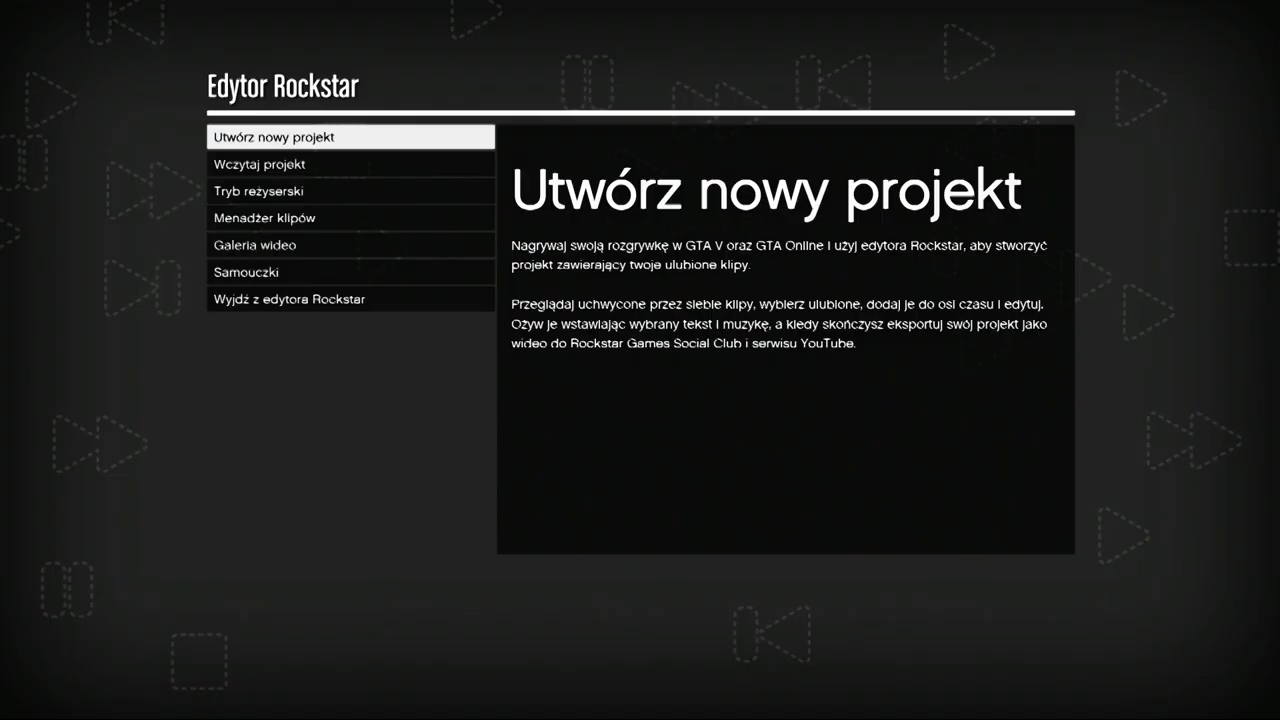 Edytor Rockstar
Utwórz nowy projekt
Wczytaj projekt
Tryb reżyserski
Menadżer klipów
Galeria wideo
Samouczki
Wyjdź z edytora Rockstar
Utwórz nowy projekt
Nagrywaj swoją rozgrywkę w GTA V oraz GTA Online i użyj edytora Rockstar, aby stworzyć
projekt zawierający twoje ulubione klipy.
Przeglądaj uchwycone przez siebie klipy, wybierz ulubione, dodaj je do osi czasu i edytuj.
Ożyw je wstawiając wybrany tekst i muzykę, a kiedy skończysz eksportuj swój projekt jako
wideo do Rockstar Games Social Club i serwisu YouTube.